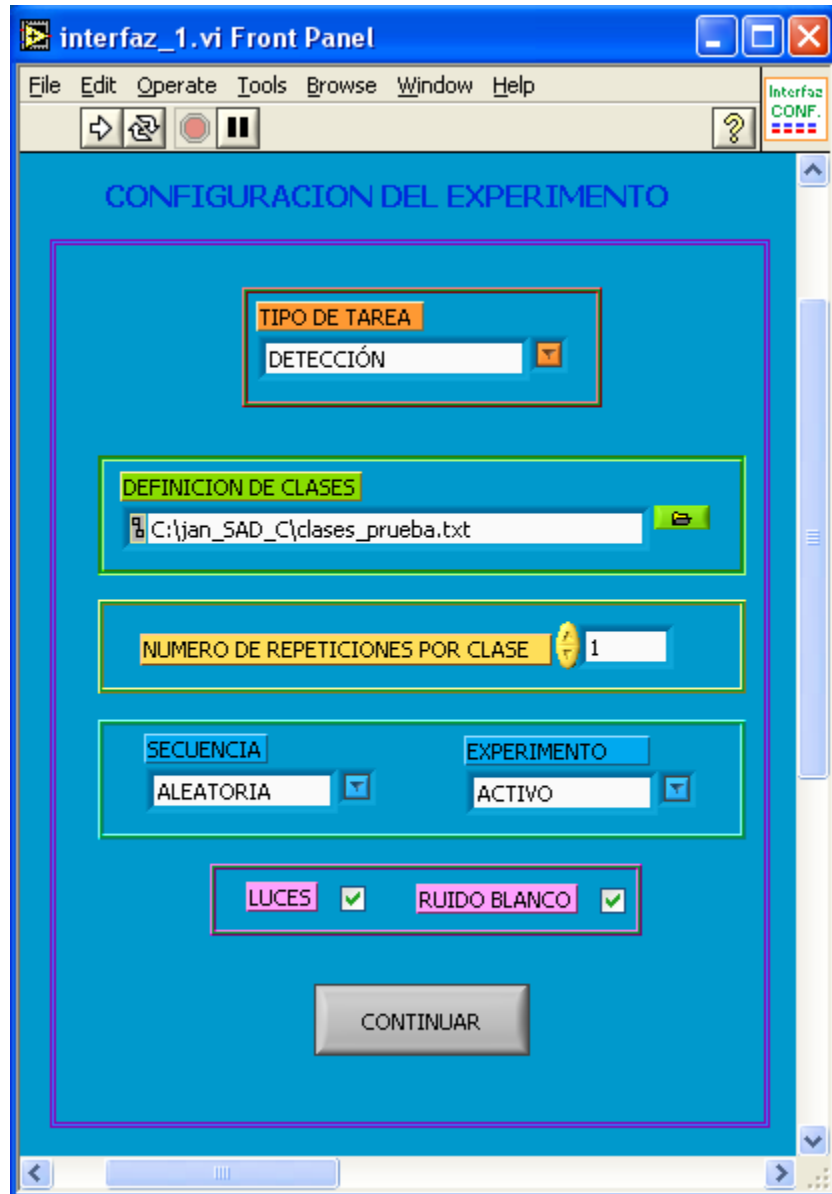 interfaz_1.vi Front Panel
File Edit Operate Tools Browse Window Help
Interfaz
CONF.
CONFIGURACION DEL EXPERIMENTO
TIPO DE TAREA
DETECCIÓN
DEFINICION DE CLASES
C:\jan_SAD_C\clases_prueba.txt
NUMERO DE REPETICIONES POR CLASE 1
SECUENCIA EXPERIMENTO
ALEATORIA ACTIVO
LUCES RUIDO BLANCO
CONTINUAR